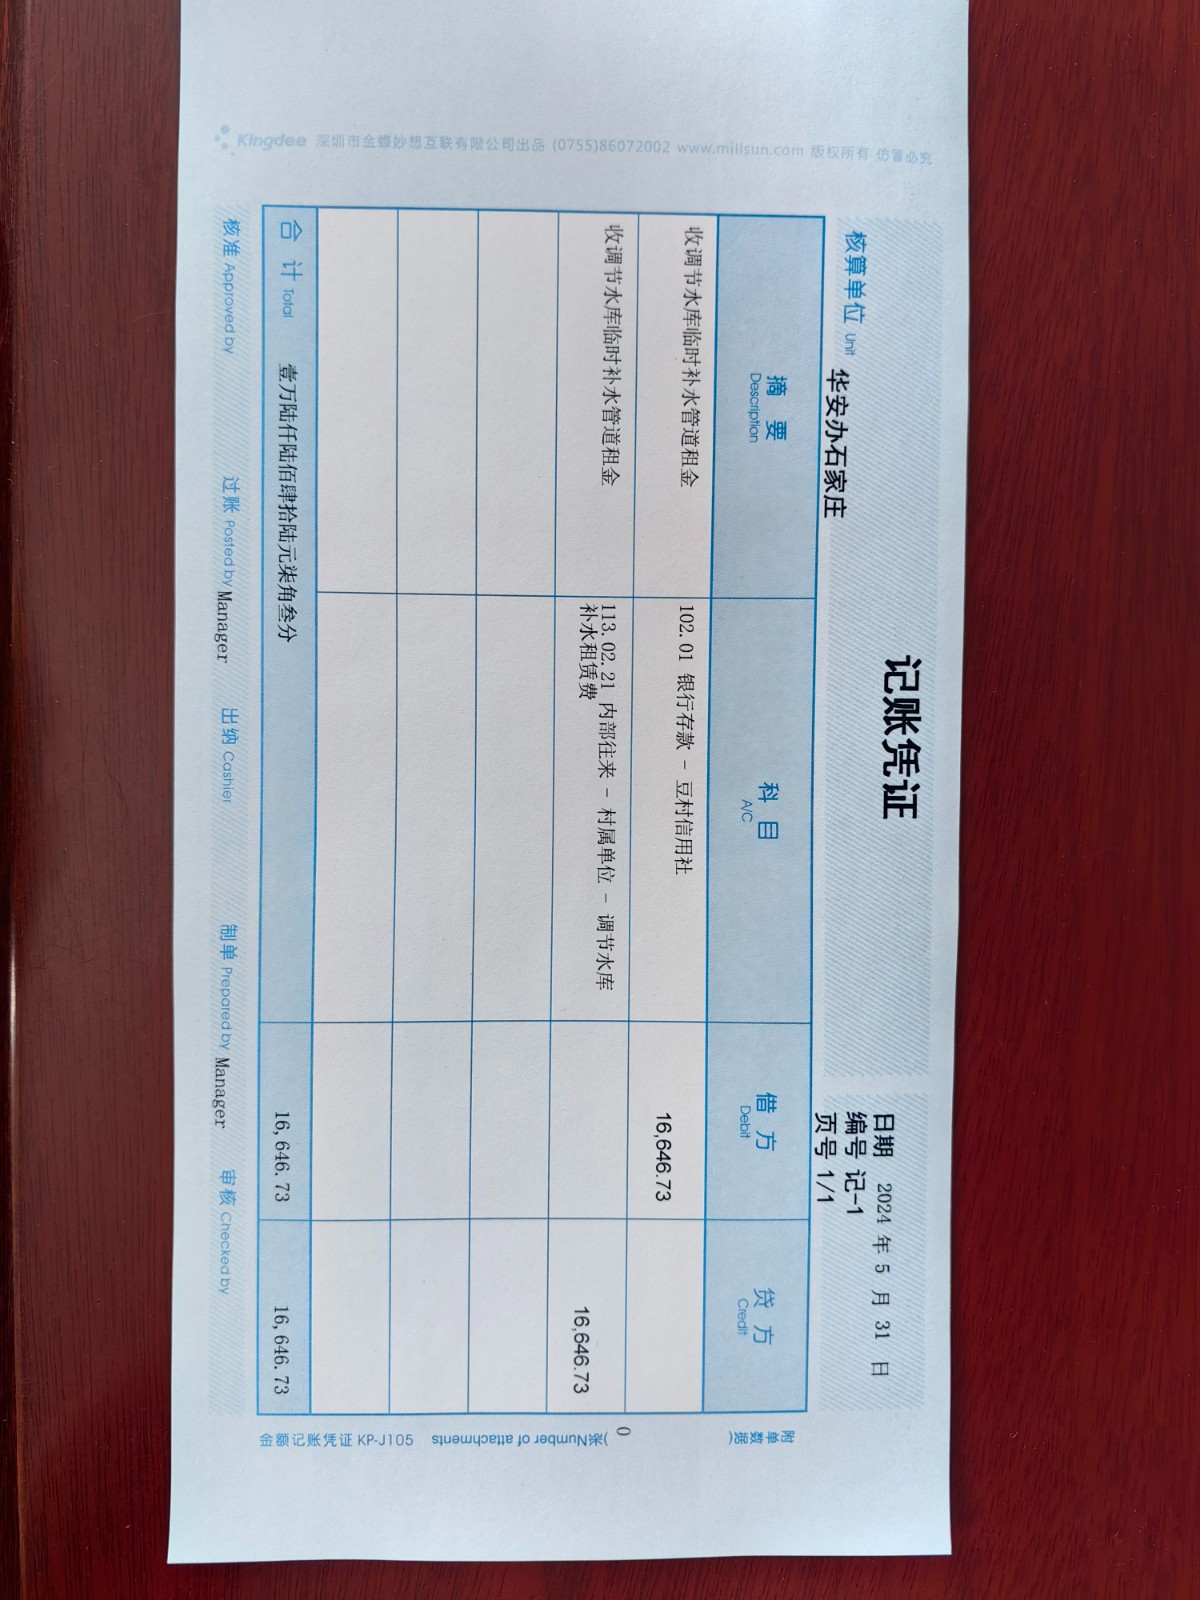 记账凭证
日期 2024 年 5 月 31 日
编号 记-1
核算单位 Unit 华安办石家庄
页号 1/1
摘 要 Description 科 目 A/C 借 方 Debit 贷 方 Credit
收调节水库临时补水管道租金 102.01 银行存款 - 豆村信用社 16,646.73
收调节水库临时补水管道租金 113.02.21 内部往来 - 村属单位 - 调节水库
补水租赁费 16,646.73
合 计 Total 壹万陆仟陆佰肆拾陆元柒角叁分 16,646.73 16,646.73
核准 Approved by 过账 Posted by Manager 出纳 Cashier 制单 Prepared by Manager 审核 Checked by
附单数据( 0 张Number of attachments)
金额记账凭证 KP-J105
Kingdee 深圳市金蝶妙想互联有限公司出品 (0755)86072002 www.millsun.com 版权所有 仿冒必究